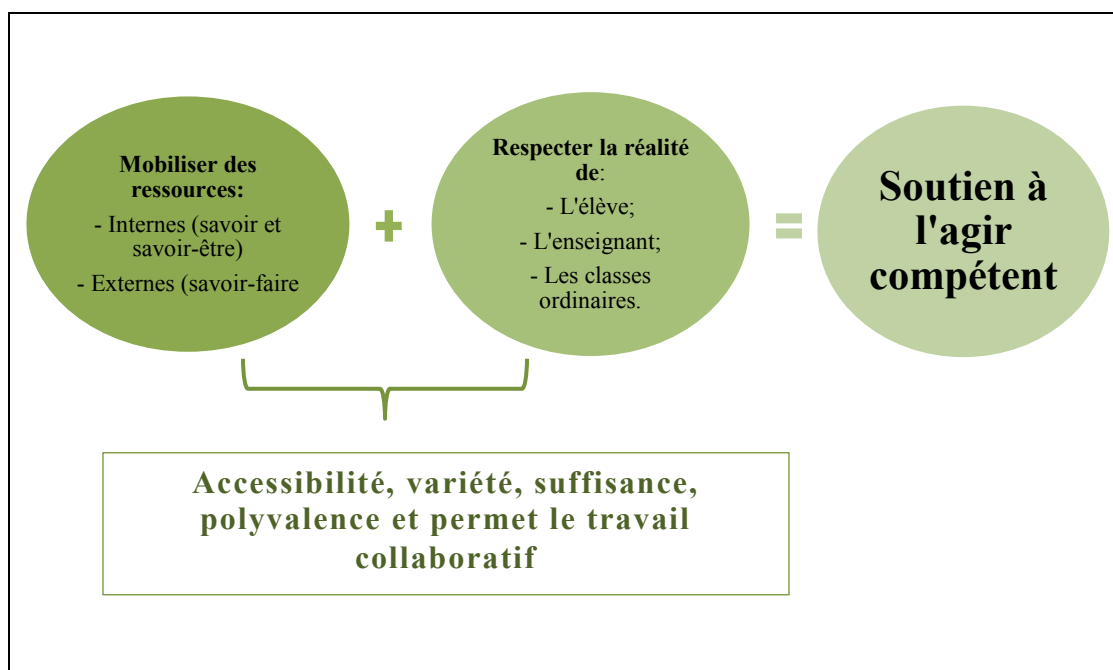 Mobiliser des
ressources:
- Internes (savoir et
savoir-être)
- Externes (savoir-faire
+
Respecter la réalité
de:
- L'élève;
- L'enseignant;
- Les classes
ordinaires.
=
Soutien à
l'agir
compétent
Accessibilité, variété, suffisance,
polyvalence et permet le travail
collaboratif